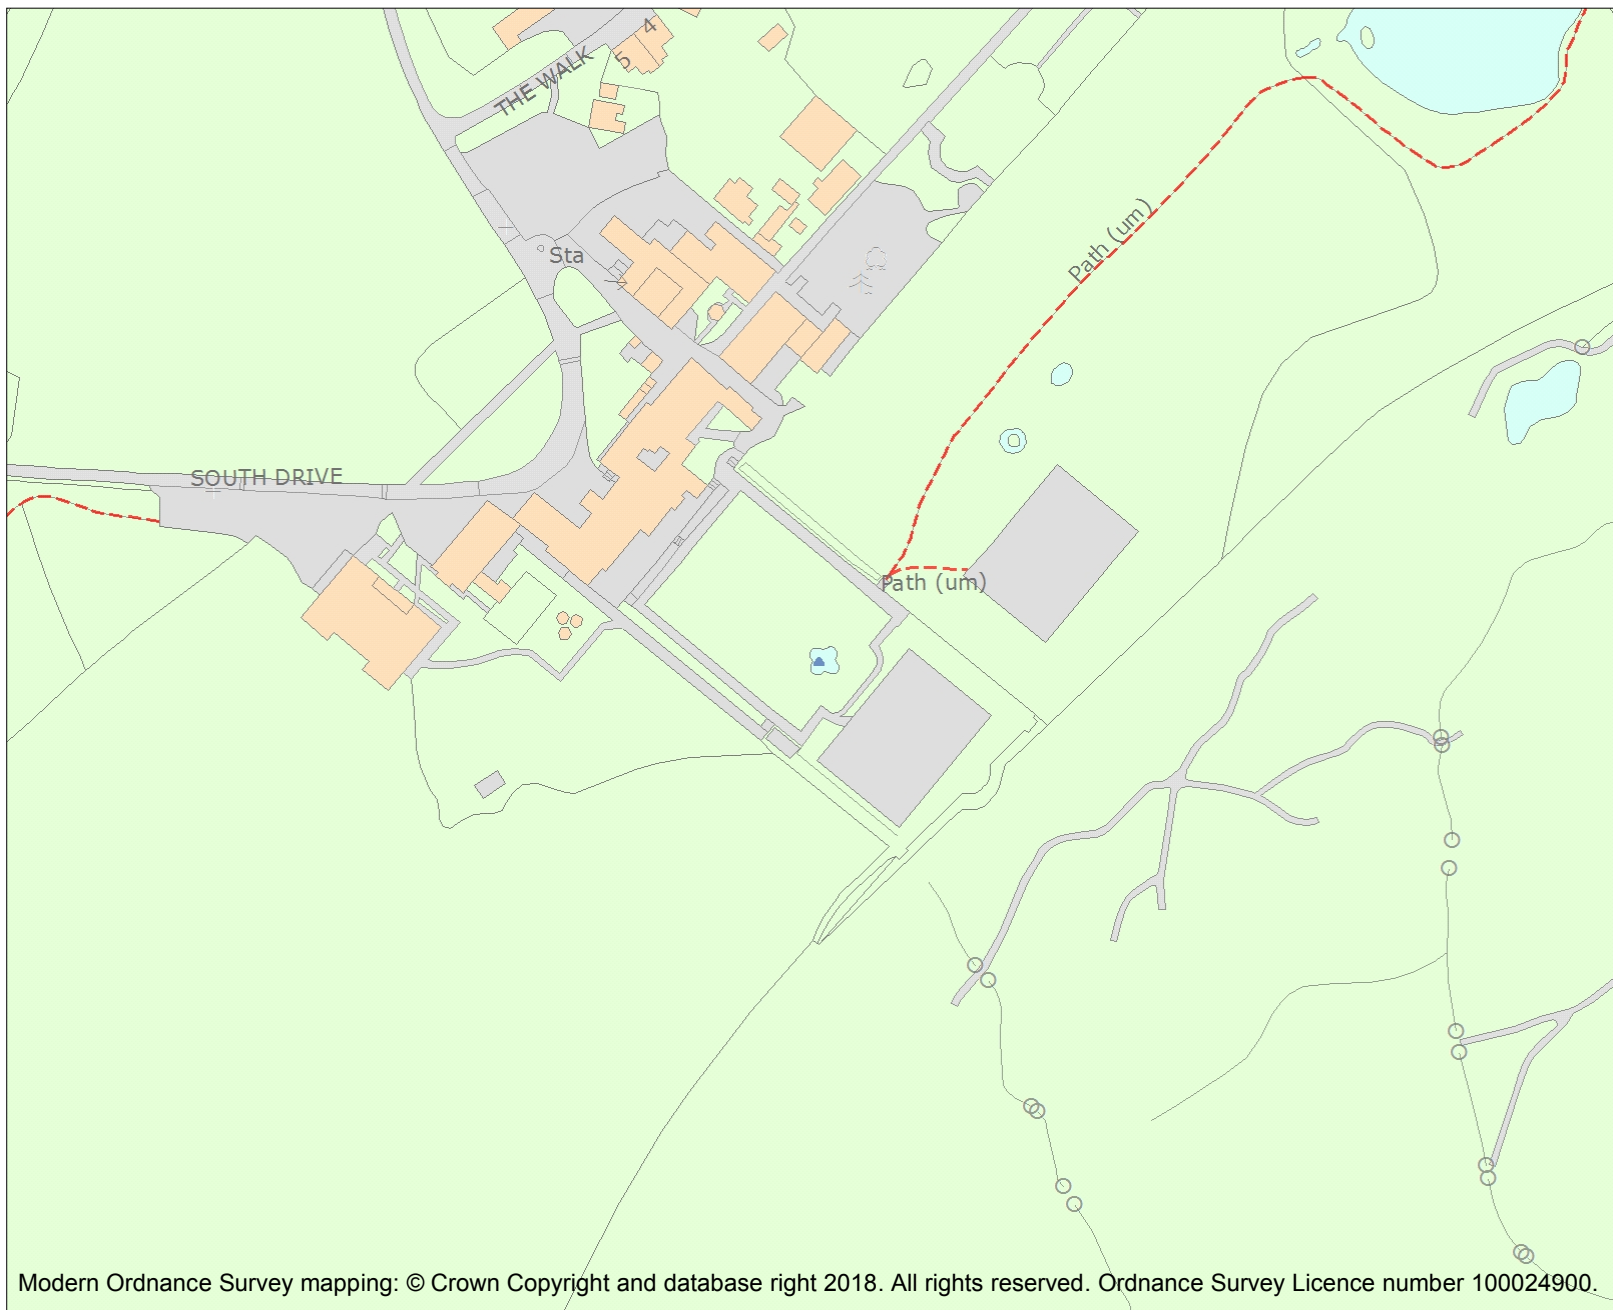 4
5
THE WALK
Sta
Path (um)
SOUTH DRIVE
Path (um)
Modern Ordnance Survey mapping: © Crown Copyright and database right 2018. All rights reserved. Ordnance Survey Licence number 100024900.